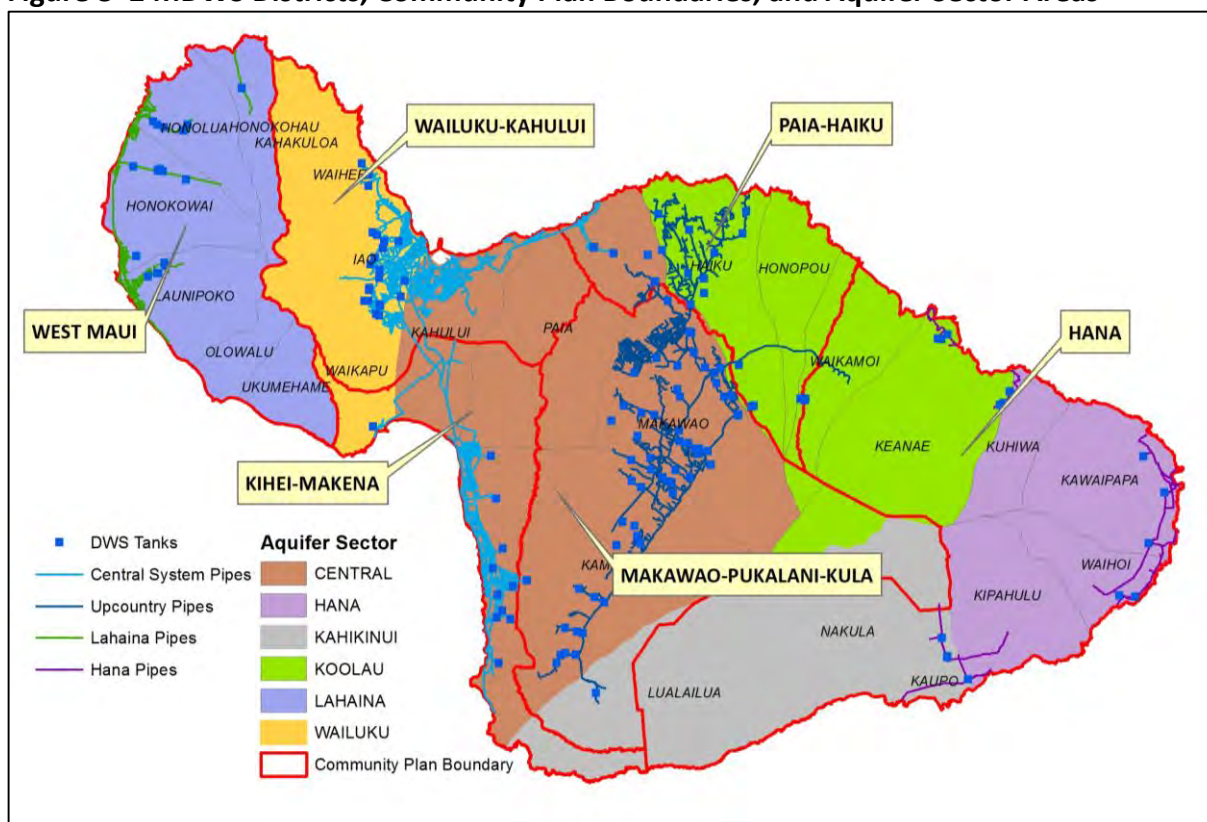 WAILUKU-KAHULUI
PAIA-HAIKU
HONOLUA
HONOKOHAU
KAHAKULOA
WAIHEE
HONOKOWAI
IAO
HAIKU
HONOPOU
LAUNIPOKO
WEST MAUI
KAHULUI
PAIA
HANA
OLOWALU
WAIKAPU
WAIKAMOI
UKUMEHAME
MAKAWAO
KEANAE
KUHIWA
KAWAIPAPA
KIHEI-MAKENA
DWS Tanks
Central System Pipes
Upcountry Pipes
Lahaina Pipes
Hana Pipes
Aquifer Sector
CENTRAL
HANA
KAHIKINUI
KOOLAU
LAHAINA
WAILUKU
Community Plan Boundary
KAM
MAKAWAO-PUKALANI-KULA
WAIHOI
KIPAHULU
NAKULA
LUALAILUA
KAUPO